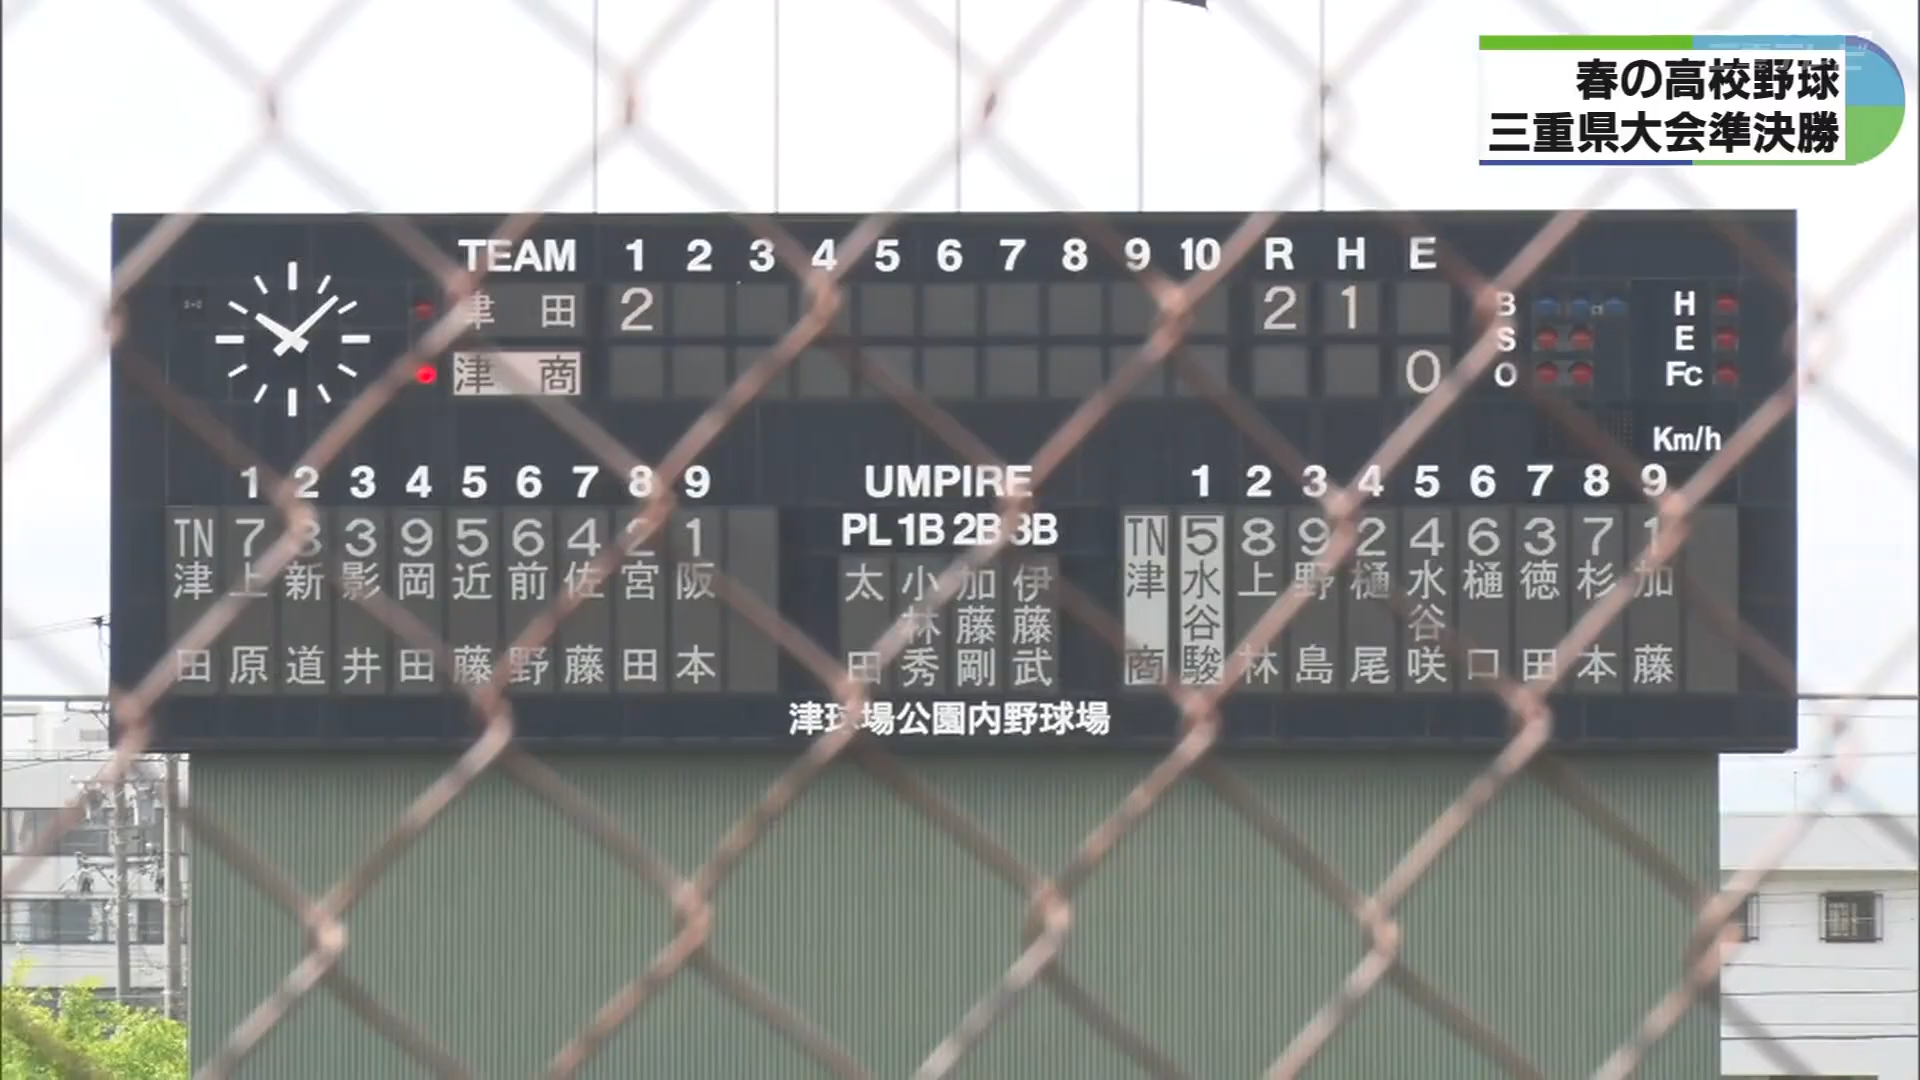 春の高校野球
三重県大会準決勝
TEAM 1 2 3 4 5 6 7 8 9 10 R H E
津田 2 2 1
津商 0
B H
S E
O Fc
Km/h
1 2 3 4 5 6 7 8 9
TN 7 8 3 9 5 6 4 2 1
津田 上原 新道 影井 岡田 近藤 前野 佐藤 宮田 阪本
UMPIRE
PL 1B 2B 3B
太田 小林秀 加藤剛 伊藤武
1 2 3 4 5 6 7 8 9
TN 5 8 9 2 4 6 3 7 1
津商 水谷駿 上林 野島 樋尾 水谷咲 樋口 徳田 杉本 加藤
津球場公園内野球場